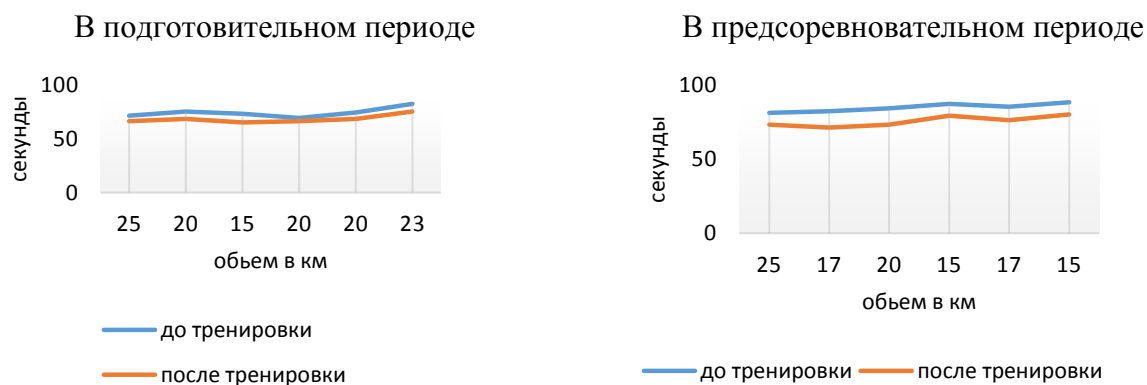 В подготовительном периоде
100
50
0
секунды
25 20 15 20 20 23
обьем в км
до тренировки
после тренировки
В предсоревновательном периоде
100
50
0
секунды
25 17 20 15 17 15
обьем в км
до тренировки после тренировки